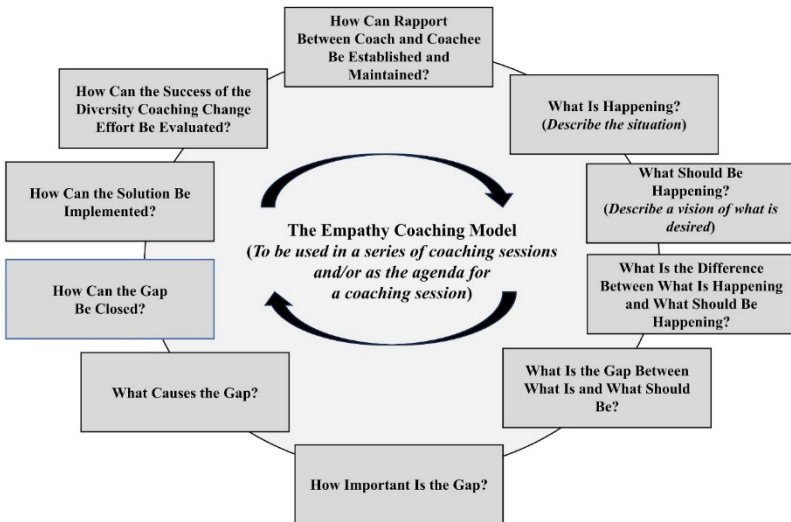 How Can Rapport
Between Coach and Coachee
Be Established and
Maintained?
What Is Happening?
(Describe the situation)
What Should Be
Happening?
(Describe a vision of what is
desired)
What Is the Difference
Between What Is Happening
and What Should Be
Happening?
What Is the Gap Between
What Is and What Should
Be?
How Important Is the Gap?
What Causes the Gap?
How Can the Gap
Be Closed?
How Can the Solution Be
Implemented?
How Can the Success of the
Diversity Coaching Change
Effort Be Evaluated?
The Empathy Coaching Model
(To be used in a series of coaching sessions
and/or as the agenda for
a coaching session)